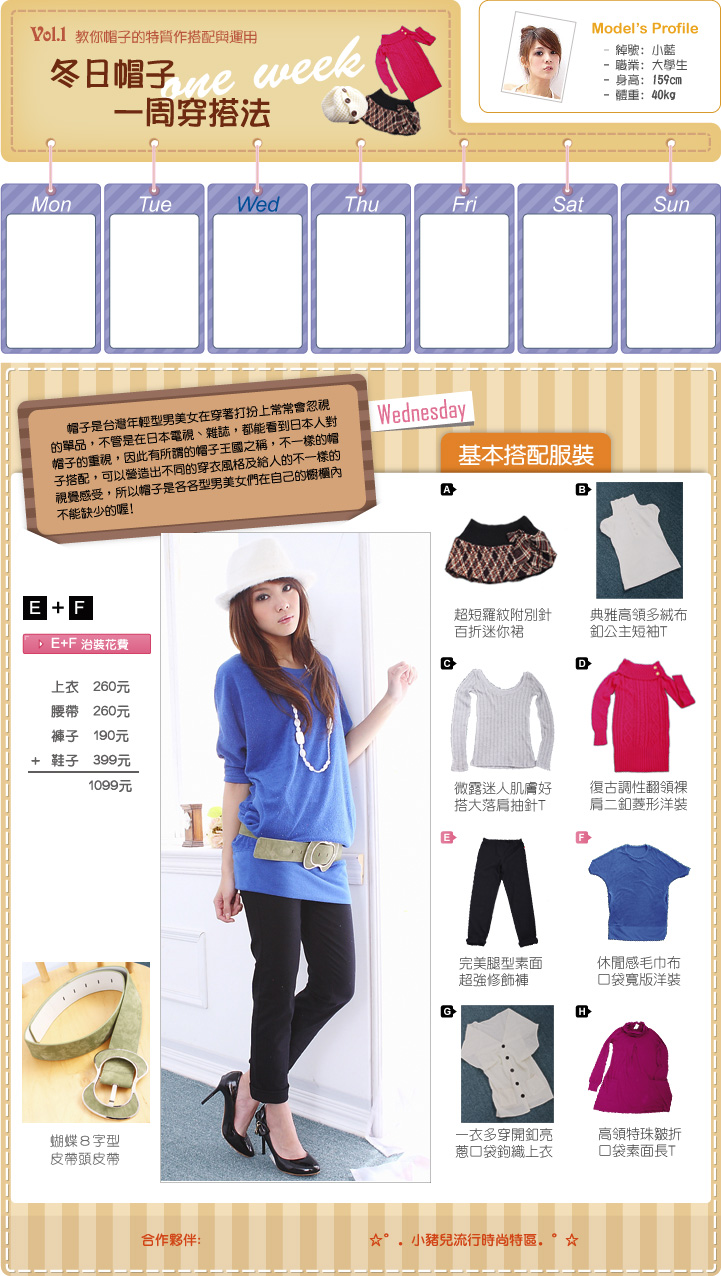 Vol.1 教你帽子的特質作搭配與運用
冬日帽子
one week
一周穿搭法
Model's Profile
- 綽號: 小藍
- 職業: 大學生
- 身高: 159cm
- 體重: 40kg
Mon Tue Wed Thu Fri Sat Sun
帽子是台灣年輕型男美女在穿著打扮上常常會忽視
的單品，不管是在日本電視、雜誌，都能看到日本人對
帽子的重視，因此有所謂的帽子王國之稱，不一樣的帽
子搭配，可以營造出不同的穿衣風格及給人的不一樣的
視覺感受，所以帽子是各各型男美女們在自己的櫥櫃內
不能缺少的喔!
Wednesday
基本搭配服裝
E + F
E+F 治裝花費
上衣 260元
腰帶 260元
褲子 190元
+ 鞋子 399元
1099元
蝴蝶8字型
皮帶頭皮帶
A
超短羅紋附別針
百折迷你裙
B
典雅高領多絨布
釦公主短袖T
C
微露迷人肌膚好
搭大落肩抽針T
D
復古調性翻領裸
肩二釦菱形洋裝
E
完美腿型素面
超強修飾褲
F
休閒感毛巾布
口袋寬版洋裝
G
一衣多穿開釦亮
蔥口袋鉤織上衣
H
高領特珠皺折
口袋素面長T
合作夥伴:
☆°．小豬兒流行時尚特區．°☆